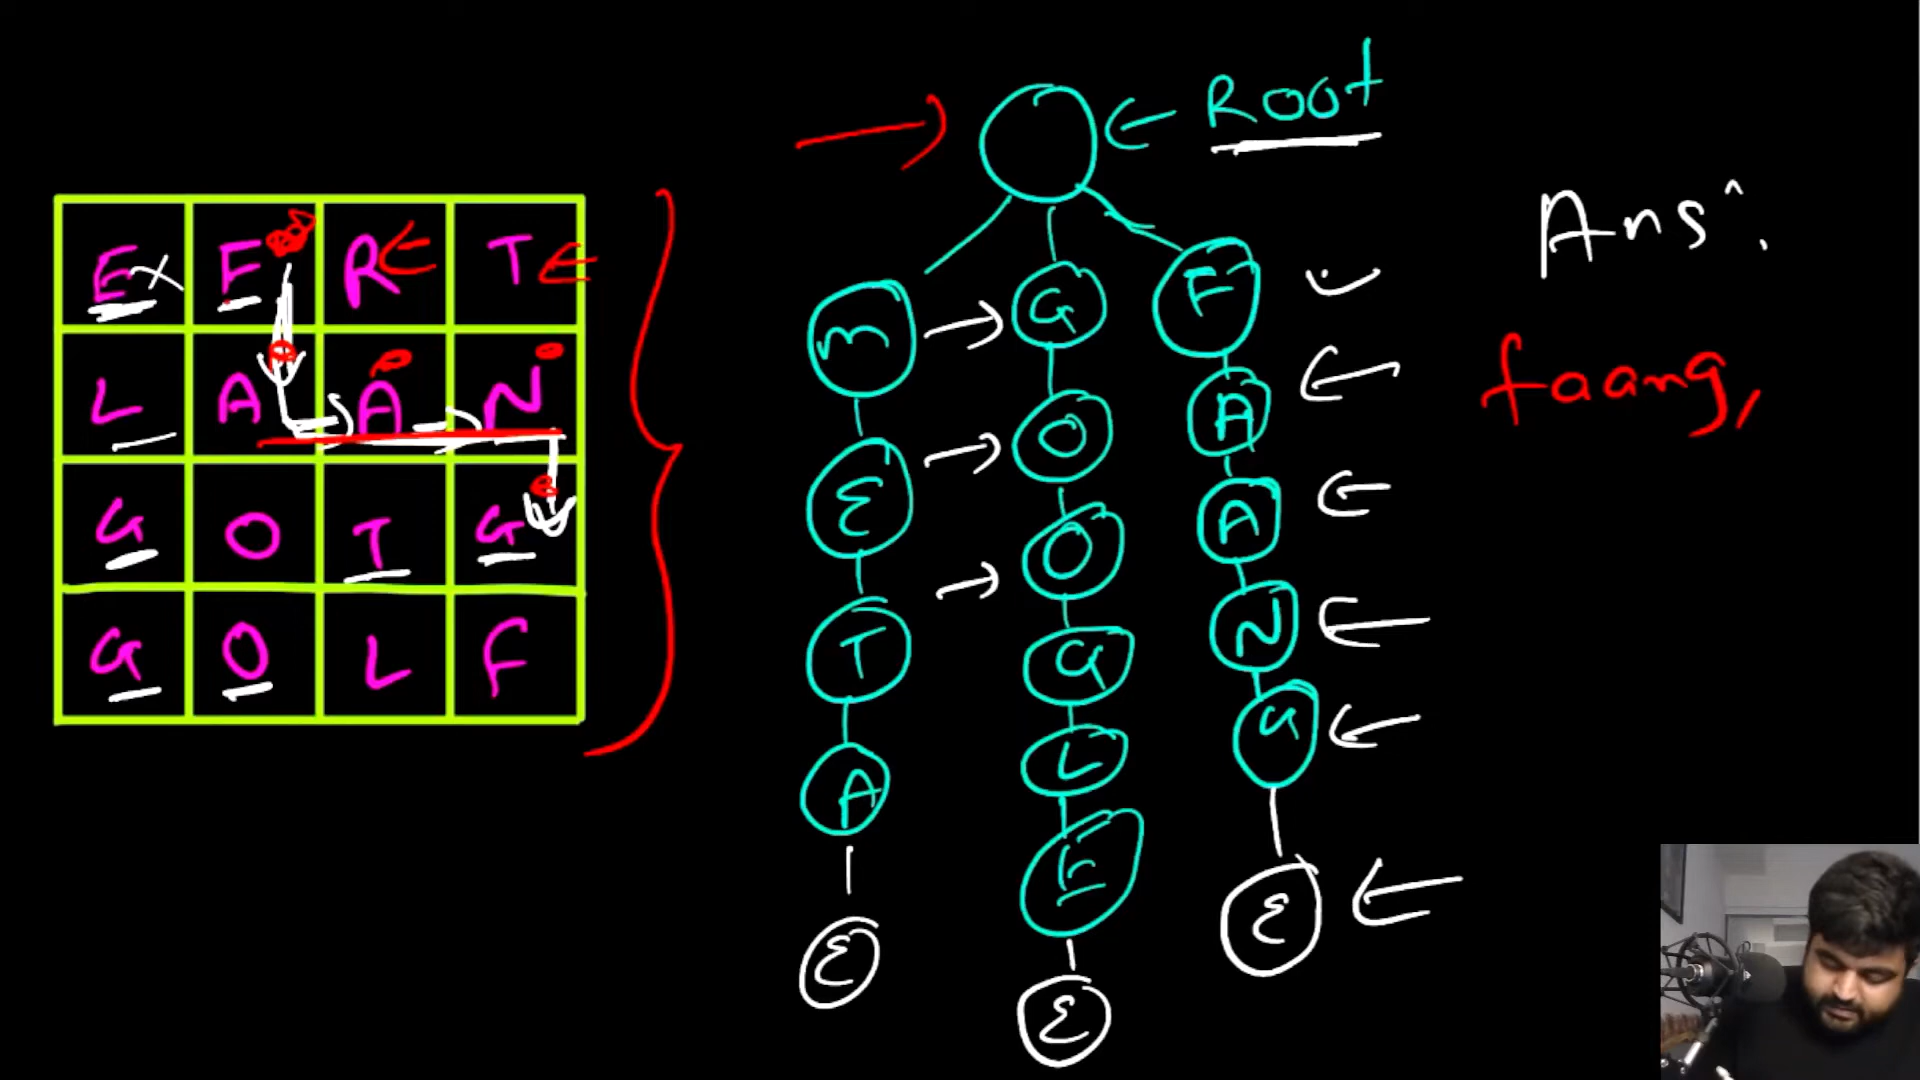 Root
Ans:
E F R T
L A A N
G O T G
G O L F
m G F
E O A
T O A
A G N
L G
E
E E E
faang,